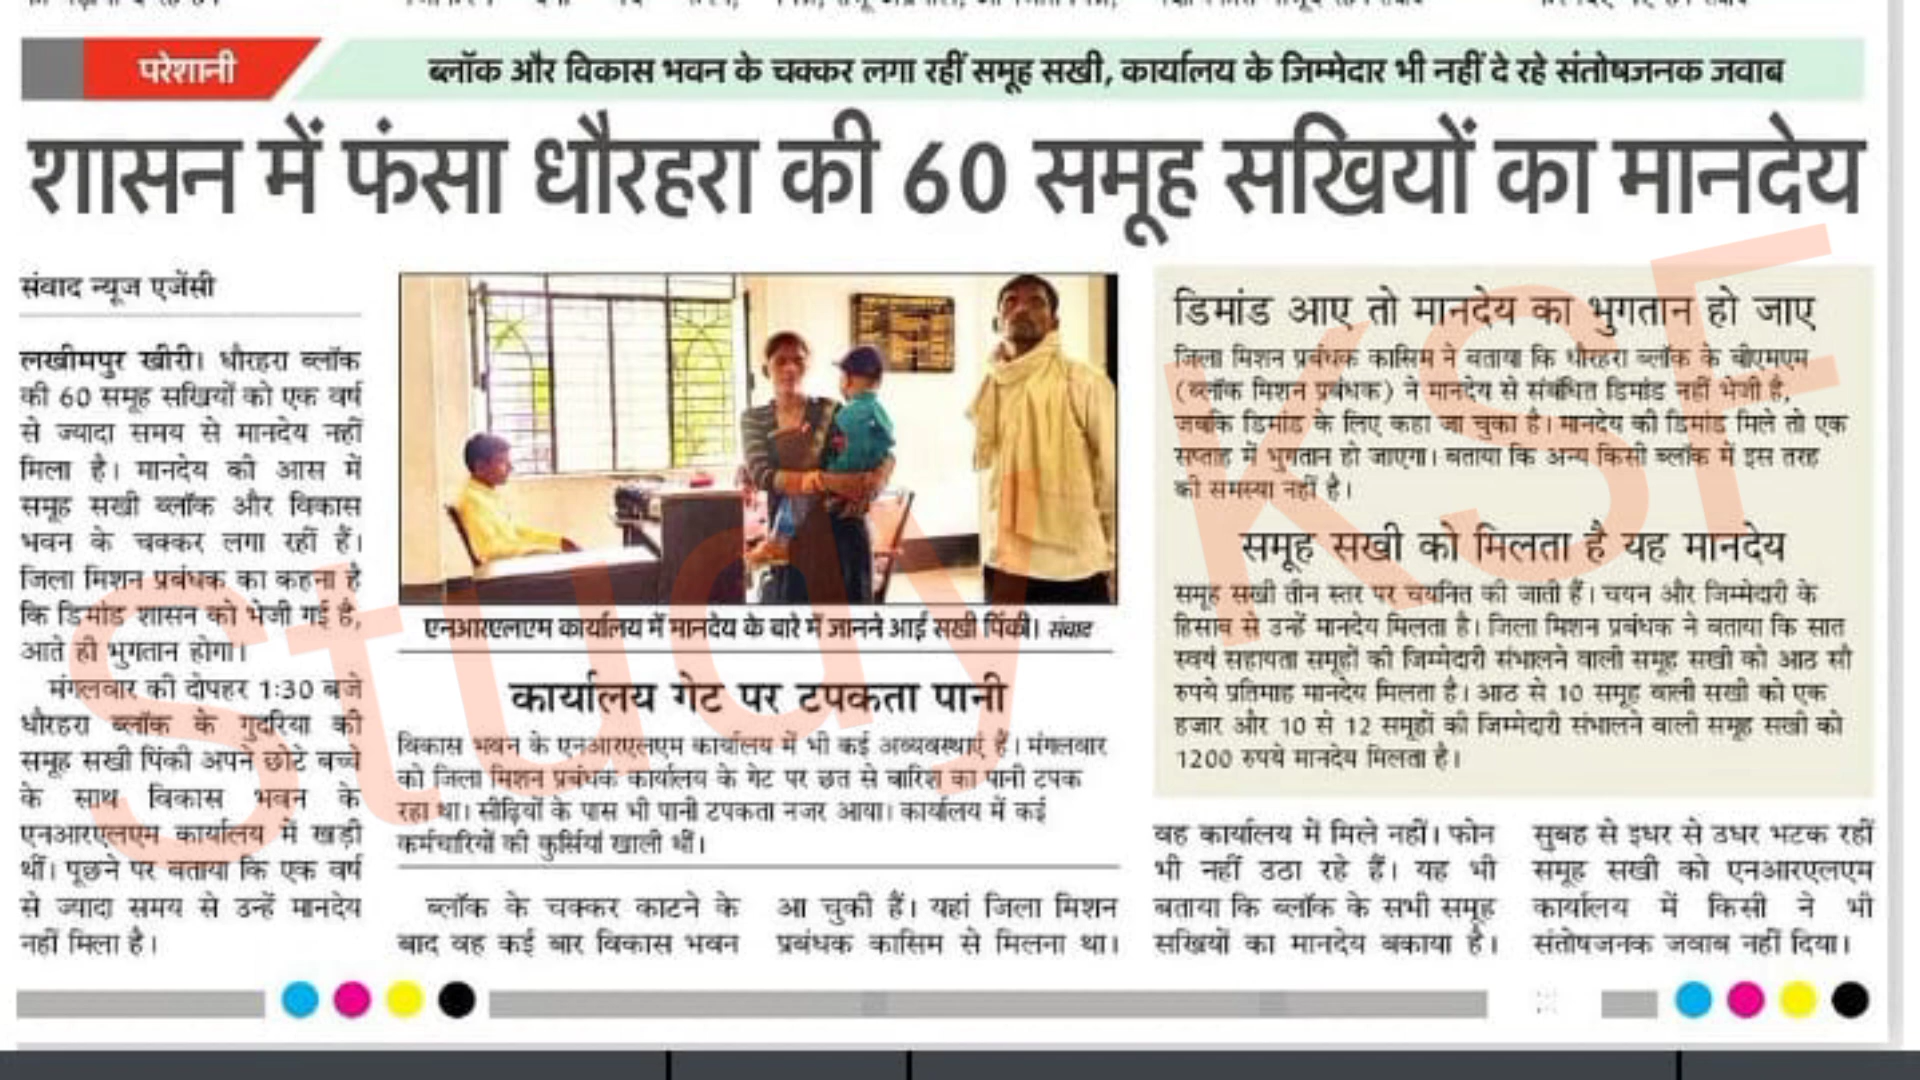 परेशानी
ब्लॉक और विकास भवन के चक्कर लगा रहीं समूह सखी, कार्यालय के जिम्मेदार भी नहीं दे रहे संतोषजनक जवाब
शासन में फंसा धौरहरा की 60 समूह सखियों का मानदेय
संवाद न्यूज एजेंसी
लखीमपुर खीरी। धौरहरा ब्लॉक
की 60 समूह सखियों को एक वर्ष
से ज्यादा समय से मानदेय नहीं
मिला है। मानदेय की आस में
समूह सखी ब्लॉक और विकास
भवन के चक्कर लगा रहीं हैं।
जिला मिशन प्रबंधक का कहना है
कि डिमांड शासन को भेजी गई है,
आते ही भुगतान होगा।
मंगलवार की दोपहर 1:30 बजे
धौरहरा ब्लॉक के गुदरिया की
समूह सखी पिंकी अपने छोटे बच्चे
के साथ विकास भवन के
एनआरएलएम कार्यालय में खड़ी
थीं। पूछने पर बताया कि एक वर्ष
से ज्यादा समय से उन्हें मानदेय
नहीं मिला है।
एनआरएलएम कार्यालय में मानदेय के बारे में जानने आई सखी पिंकी। संवाद
कार्यालय गेट पर टपकता पानी
विकास भवन के एनआरएलएम कार्यालय में भी कई अव्यवस्थाएं हैं। मंगलवार
को जिला मिशन प्रबंधक कार्यालय के गेट पर छत से बारिश का पानी टपक
रहा था। सीढ़ियों के पास भी पानी टपकता नजर आया। कार्यालय में कई
कर्मचारियों की कुर्सियां खाली थीं।
ब्लॉक के चक्कर काटने के
बाद वह कई बार विकास भवन
आ चुकी हैं। यहां जिला मिशन
प्रबंधक कासिम से मिलना था।
डिमांड आए तो मानदेय का भुगतान हो जाए
जिला मिशन प्रबंधक कासिम ने बताया कि धौरहरा ब्लॉक के बीएमएम
(ब्लॉक मिशन प्रबंधक) ने मानदेय से संबंधित डिमांड नहीं भेजी है,
जबकि डिमांड के लिए कहा जा चुका है। मानदेय की डिमांड मिले तो एक
सप्ताह में भुगतान हो जाएगा। बताया कि अन्य किसी ब्लॉक में इस तरह
की समस्या नहीं है।
समूह सखी को मिलता है यह मानदेय
समूह सखी तीन स्तर पर चयनित की जाती हैं। चयन और जिम्मेदारी के
हिसाब से उन्हें मानदेय मिलता है। जिला मिशन प्रबंधक ने बताया कि सात
स्वयं सहायता समूहों की जिम्मेदारी संभालने वाली समूह सखी को आठ सौ
रुपये प्रतिमाह मानदेय मिलता है। आठ से 10 समूह वाली सखी को एक
हजार और 10 से 12 समूहों की जिम्मेदारी संभालने वाली समूह सखी को
1200 रुपये मानदेय मिलता है।
वह कार्यालय में मिले नहीं। फोन
भी नहीं उठा रहे हैं। यह भी
बताया कि ब्लॉक के सभी समूह
सखियों का मानदेय बकाया है।
सुबह से इधर से उधर भटक रहीं
समूह सखी को एनआरएलएम
कार्यालय में किसी ने भी
संतोषजनक जवाब नहीं दिया।
Study KSF